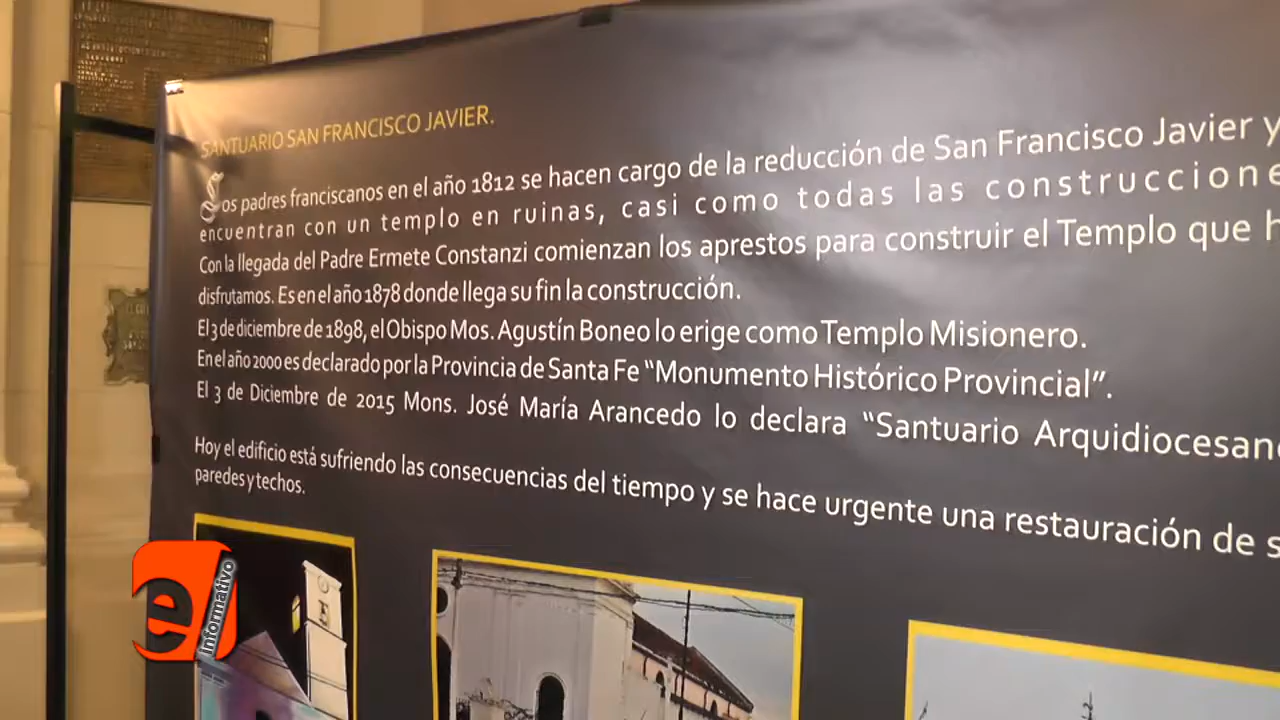 SANTUARIO SAN FRANCISCO JAVIER.
Los padres franciscanos en el año 1812 se hacen cargo de la reducción de San Francisco Javier y
encuentran con un templo en ruinas, casi como todas las construccione
Con la llegada del Padre Ermete Constanzi comienzan los aprestos para construir el Templo que h
disfrutamos. Es en el año 1878 donde llega su fin la construcción.
El 3 de diciembre de 1898, el Obispo Mos. Agustín Boneo lo erige como Templo Misionero.
En el año 2000 es declarado por la Provincia de Santa Fe “Monumento Histórico Provincial”.
El 3 de Diciembre de 2015 Mons. José María Arancedo lo declara “Santuario Arquidiocesano
Hoy el edificio está sufriendo las consecuencias del tiempo y se hace urgente una restauración de s
paredes y techos.
e
informativo